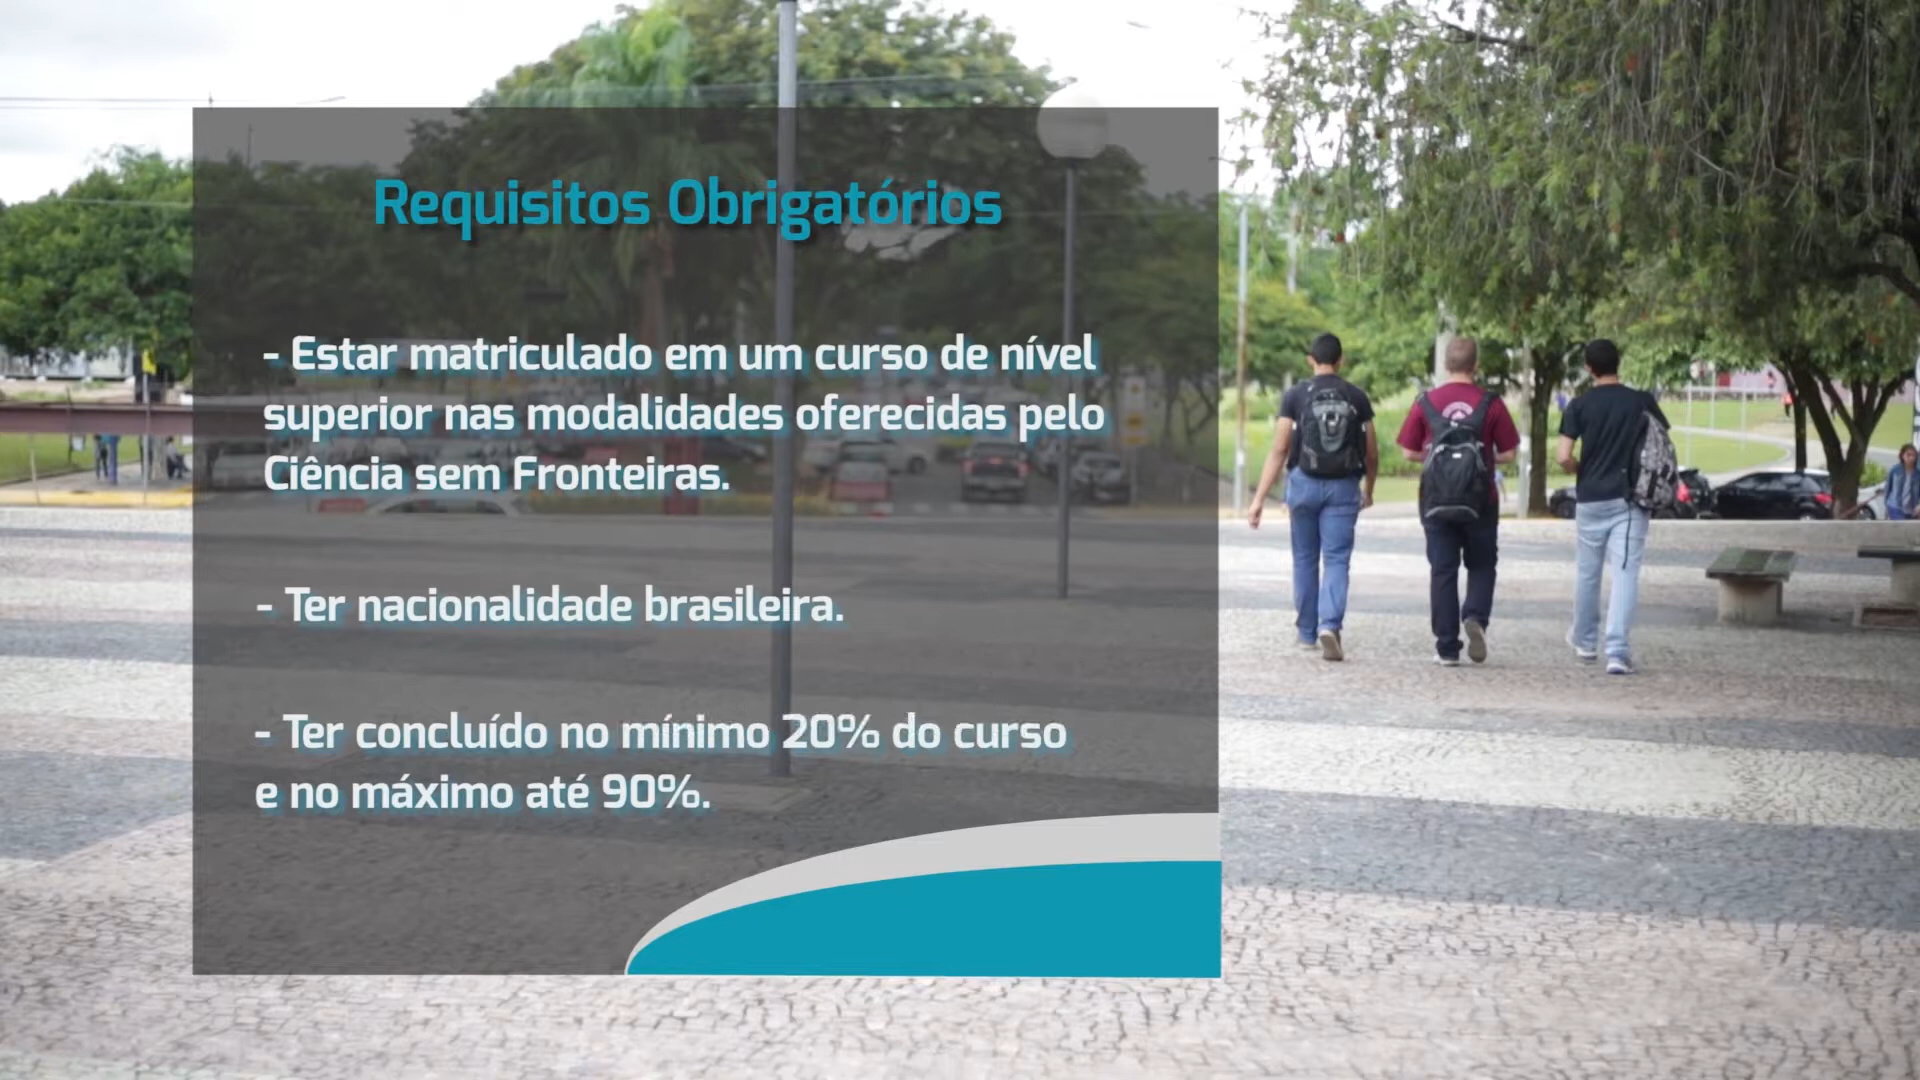 Requisitos Obrigatórios
- Estar matriculado em um curso de nível
superior nas modalidades oferecidas pelo
Ciência sem Fronteiras.
- Ter nacionalidade brasileira.
- Ter concluído no mínimo 20% do curso
e no máximo até 90%.